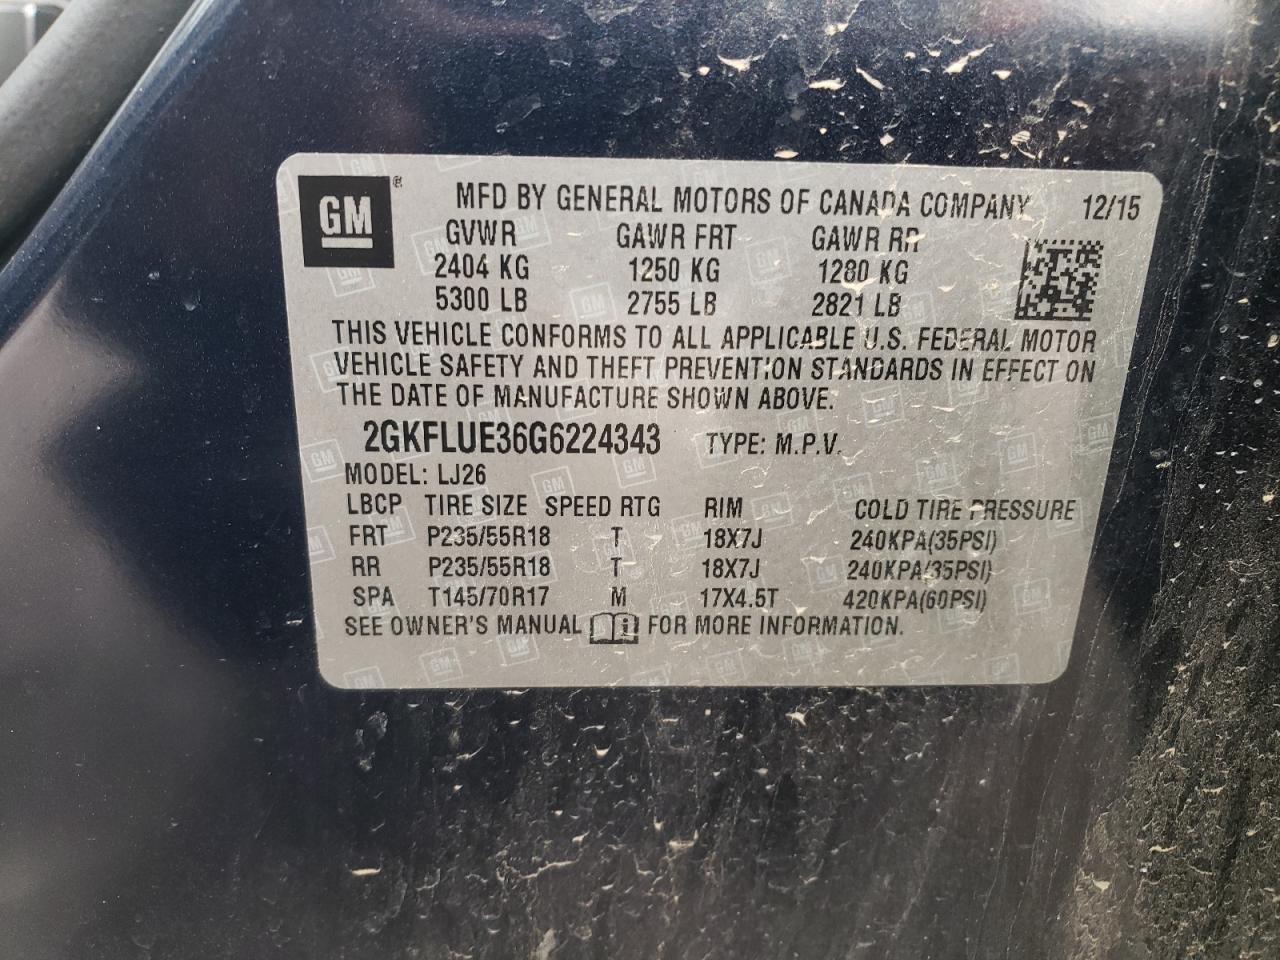 GM ® MFD BY GENERAL MOTORS OF CANADA COMPANY 12/15
GVWR GAWR FRT GAWR RR
2404 KG 1250 KG 1280 KG
5300 LB 2755 LB 2821 LB
THIS VEHICLE CONFORMS TO ALL APPLICABLE U.S. FEDERAL MOTOR
VEHICLE SAFETY AND THEFT PREVENTION STANDARDS IN EFFECT ON
THE DATE OF MANUFACTURE SHOWN ABOVE.
2GKFLUE36G6224343 TYPE: M.P.V.
MODEL: LJ26
LBCP TIRE SIZE SPEED RTG RIM COLD TIRE PRESSURE
FRT P235/55R18 T 18X7J 240KPA(35PSI)
RR P235/55R18 T 18X7J 240KPA(35PSI)
SPA T145/70R17 M 17X4.5T 420KPA(60PSI)
SEE OWNER'S MANUAL FOR MORE INFORMATION.